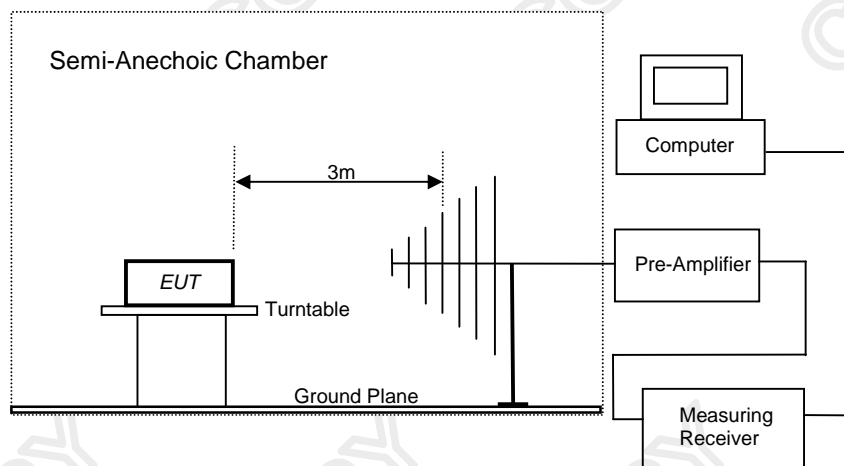 Semi-Anechoic Chamber
Computer
3m
Pre-Amplifier
EUT
Turntable
Ground Plane
Measuring
Receiver